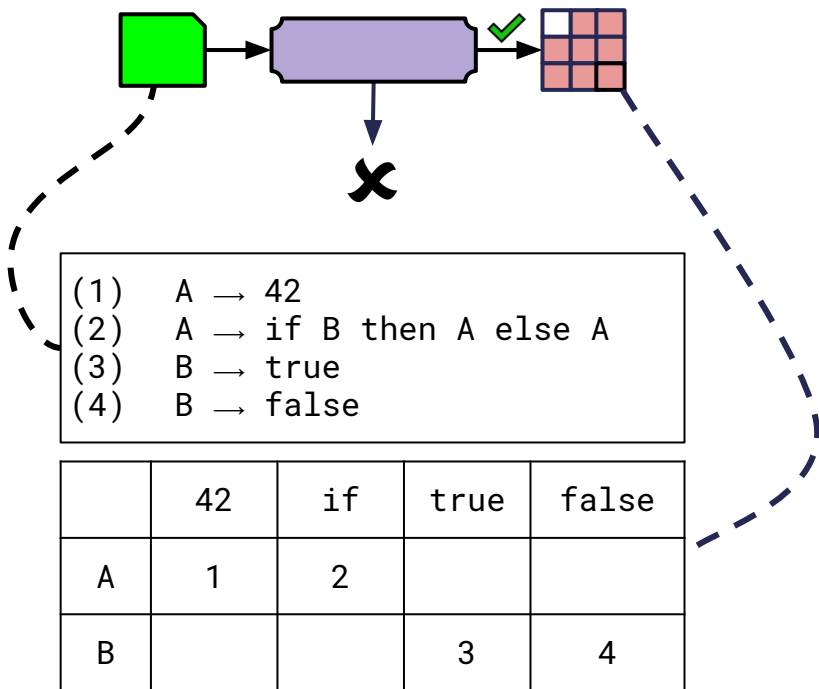 (1) A → 42
(2) A → if B then A else A
(3) B → true
(4) B → false
42 if true false
A 1 2
B 3 4